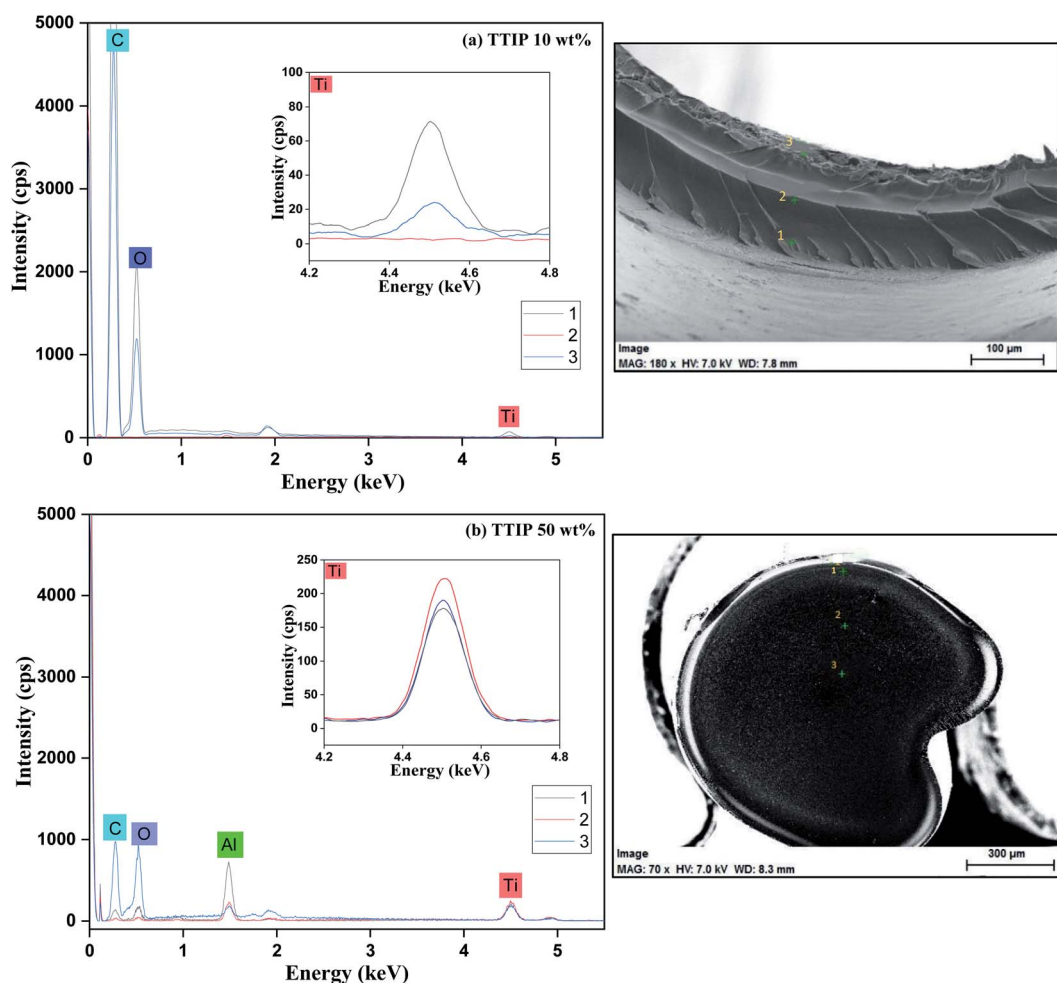 (a) TTIP 10 wt%
C
O
Ti
5000
4000
3000
2000
1000
0
Intensity (cps)
0 1 2 3 4 5
Energy (keV)
Ti
100
80
60
40
20
0
Intensity (cps)
4.2 4.4 4.6 4.8
Energy (keV)
1
2
3
3
2
1
Image
MAG: 180 x HV: 7.0 kV WD: 7.8 mm
100 µm
(b) TTIP 50 wt%
C
O
Al
Ti
5000
4000
3000
2000
1000
0
Intensity (cps)
0 1 2 3 4 5
Energy (keV)
Ti
250
200
150
100
50
0
Intensity (cps)
4.2 4.4 4.6 4.8
Energy (keV)
1
2
3
1
2
3
Image
MAG: 70 x HV: 7.0 kV WD: 8.3 mm
300 µm